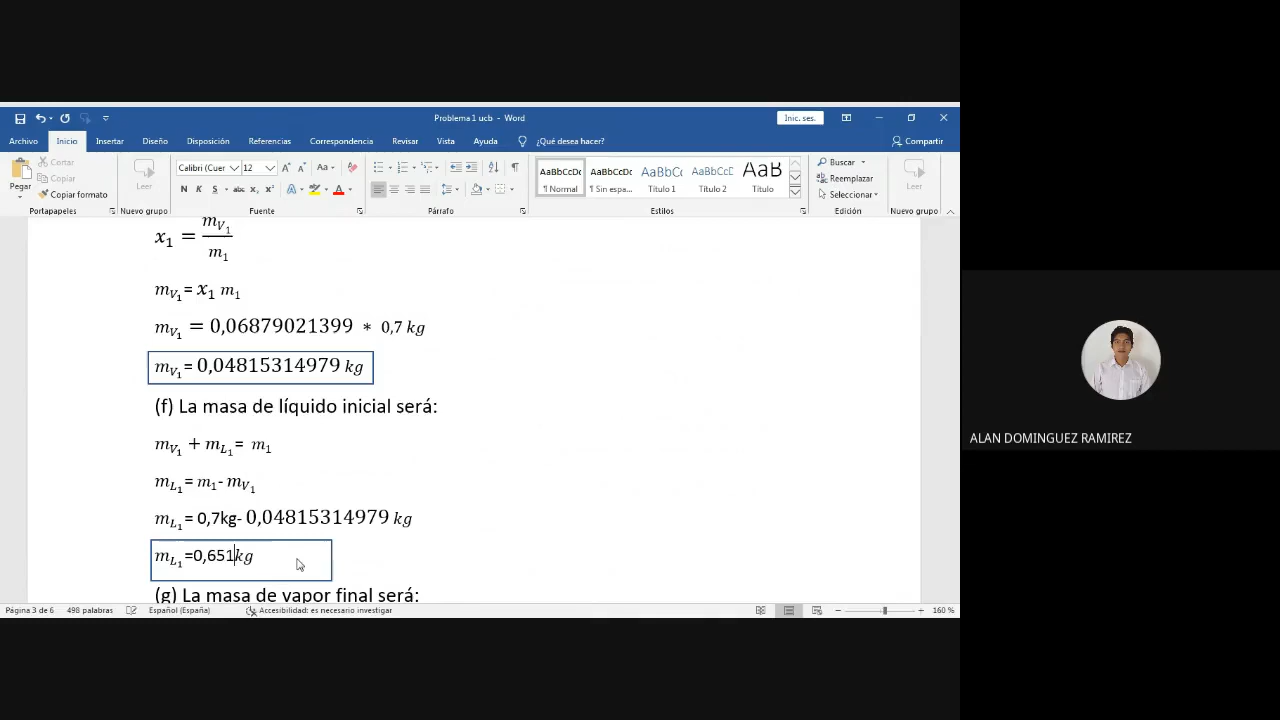 Problema 1 ucb - Word
Inic. ses.
Archivo Inicio Insertar Diseño Disposición Referencias Correspondencia Revisar Vista Ayuda ¿Qué desea hacer? Compartir
Pegar
Cortar
Copiar
Copiar formato
Leer
Calibri (Cuer 12
AaBbCcDc AaBbCcDc AaBbCc AaBbCcD AaB
¶ Normal ¶ Sin espa... Título 1 Título 2 Título
Buscar
Reemplazar
Seleccionar
Leer
Portapapeles Nuevo grupo Fuente Párrafo Estilos Edición Nuevo grupo
x₁ = m_V₁ / m₁
m_V₁= x₁ m₁
m_V₁ = 0,06879021399 * 0,7 kg
m_V₁= 0,04815314979 kg
(f) La masa de líquido inicial será:
m_V₁ + m_L₁= m₁
m_L₁= m₁- m_V₁
m_L₁= 0,7kg- 0,04815314979 kg
m_L₁=0,651kg
(g) La masa de vapor final será:
Página 3 de 6 498 palabras Español (España) Accesibilidad: es necesario investigar 160 %
ALAN DOMINGUEZ RAMIREZ